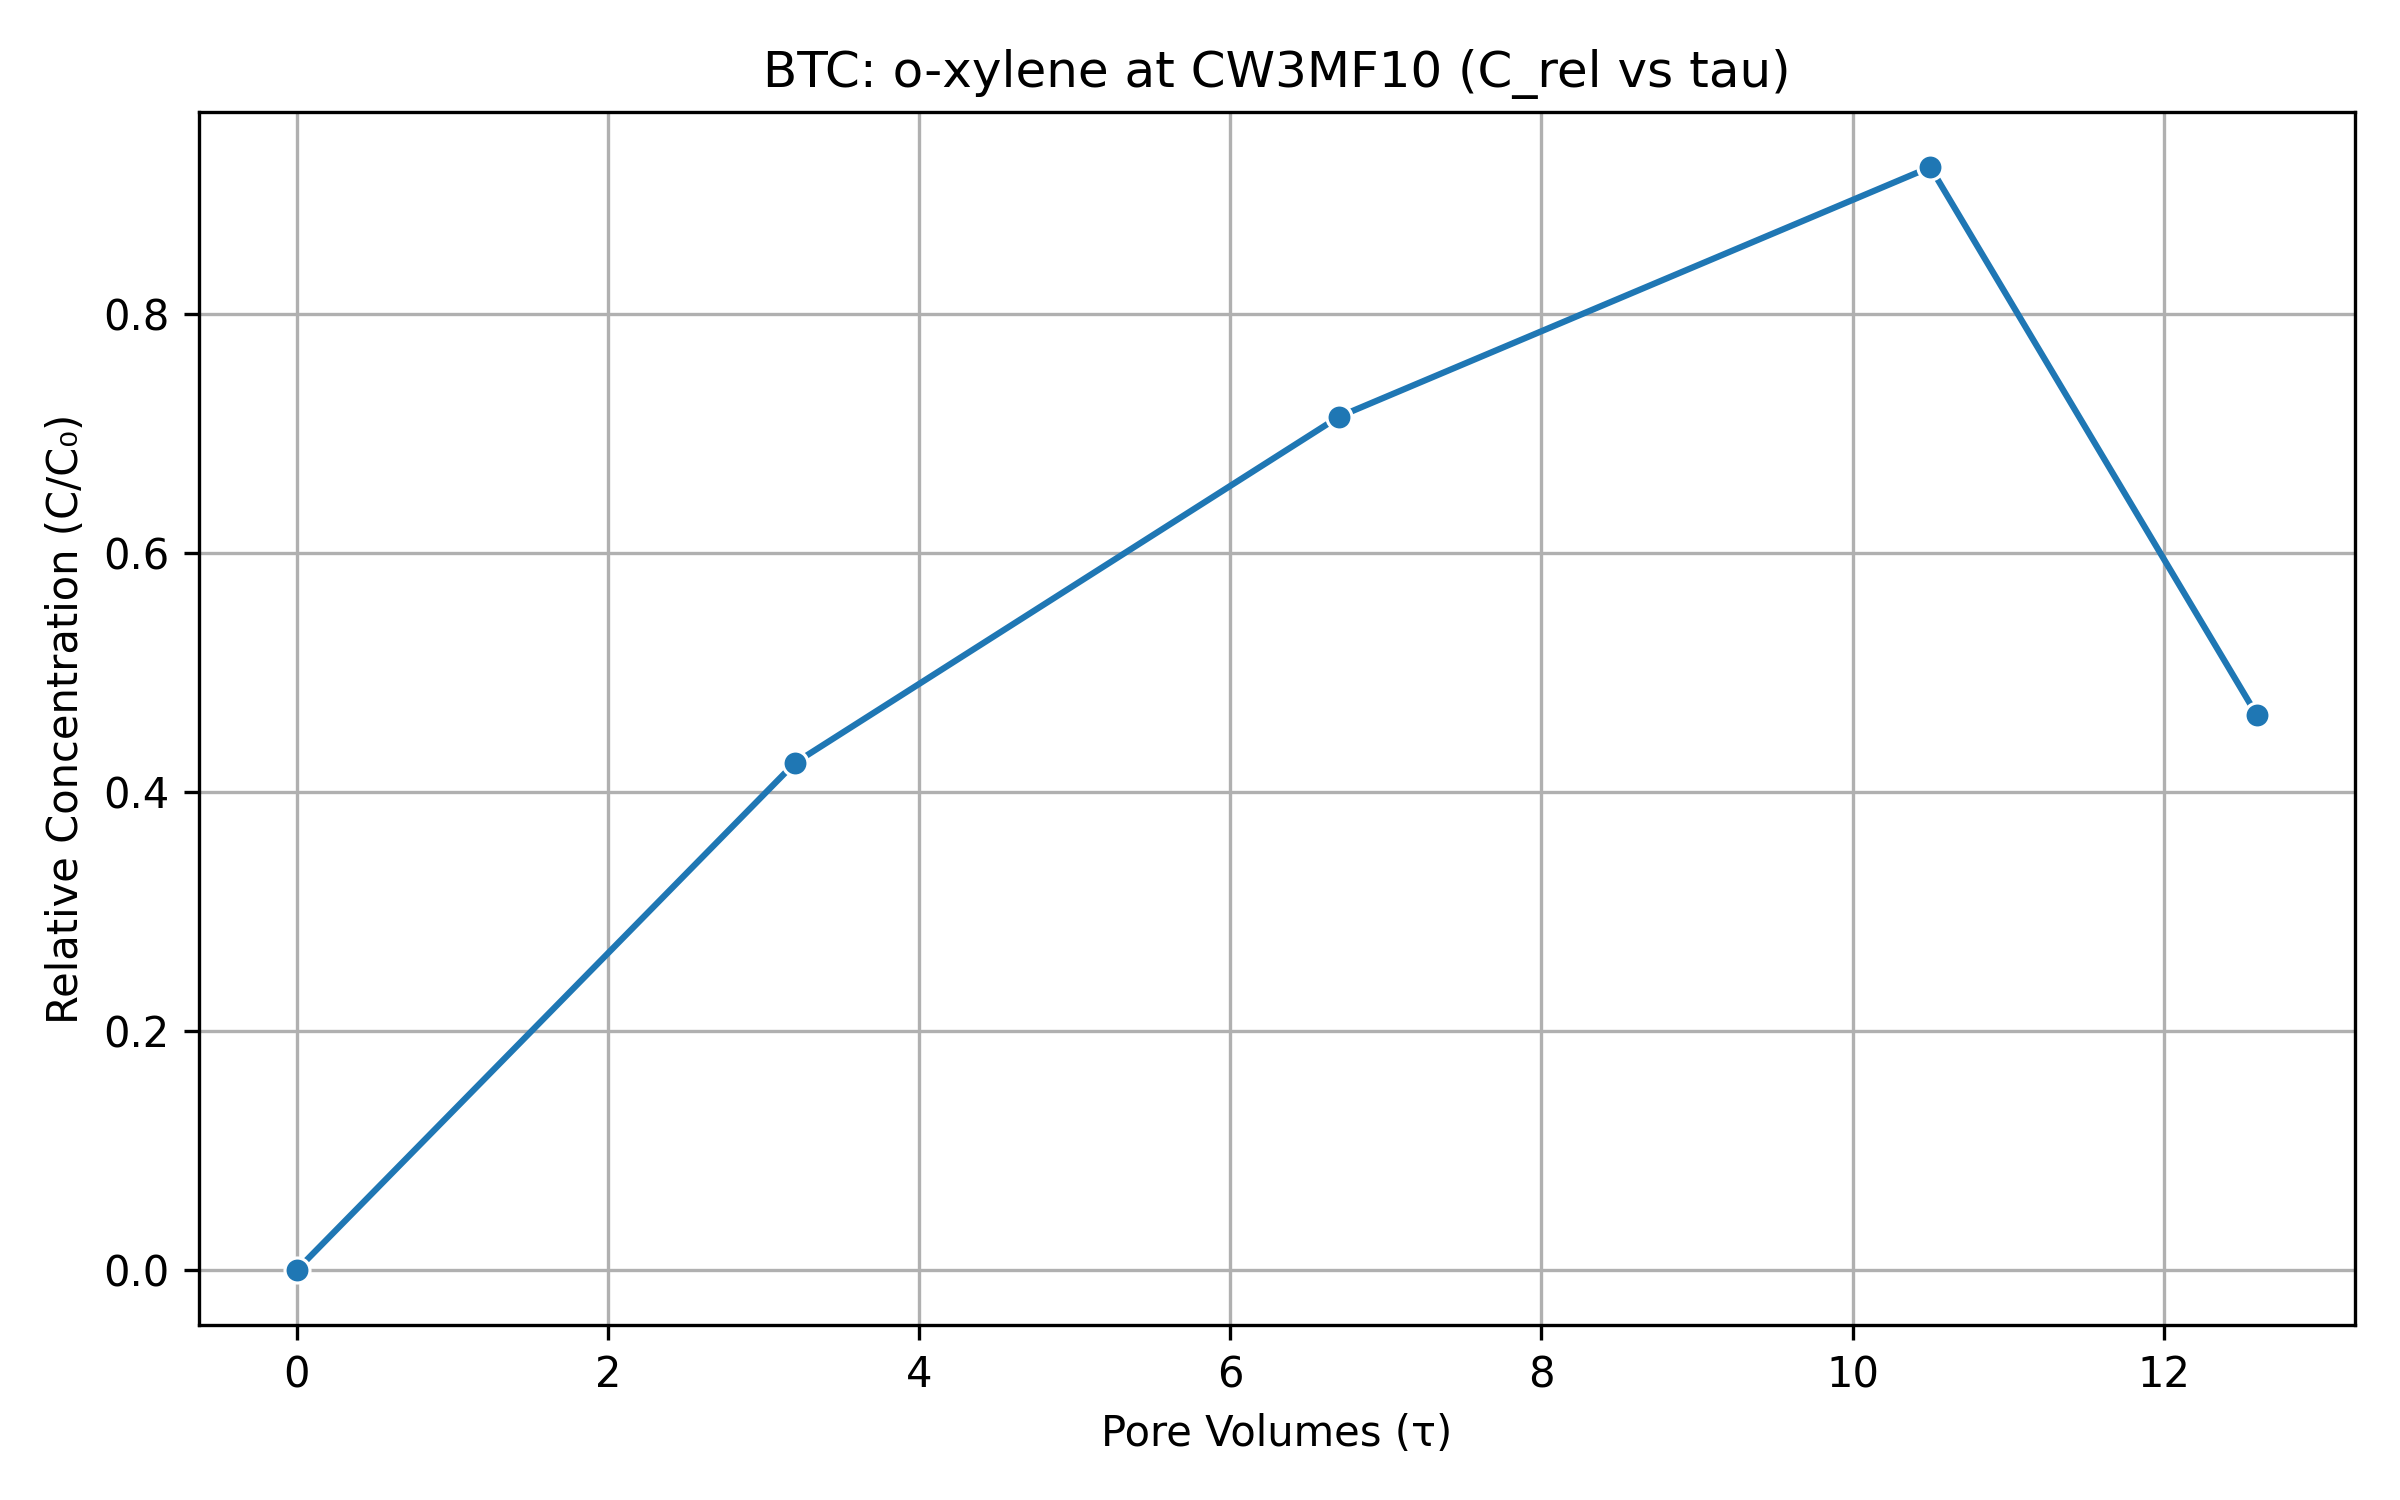 BTC: o-xylene at CW3MF10 (C_rel vs tau)
Relative Concentration (C/C₀)
0.8
0.6
0.4
0.2
0.0
0 2 4 6 8 10 12
Pore Volumes (τ)